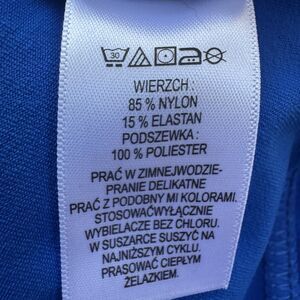 30
WIERZCH :
85 % NYLON
15 % ELASTAN
PODSZEWKA :
100 % POLIESTER
PRAĆ W ZIMNEJWODZIE-
PRANIE DELIKATNE
PRAĆ Z PODOBNY MI KOLORAMI.
STOSOWAĆWYŁĄCZNIE
WYBIELACZE BEZ CHLORU.
W SUSZARCE SUSZYĆ NA
NAJNIŻSZYM CYKLU.
PRASOWAĆ CIEPŁYM
ŻELAZKIEM.